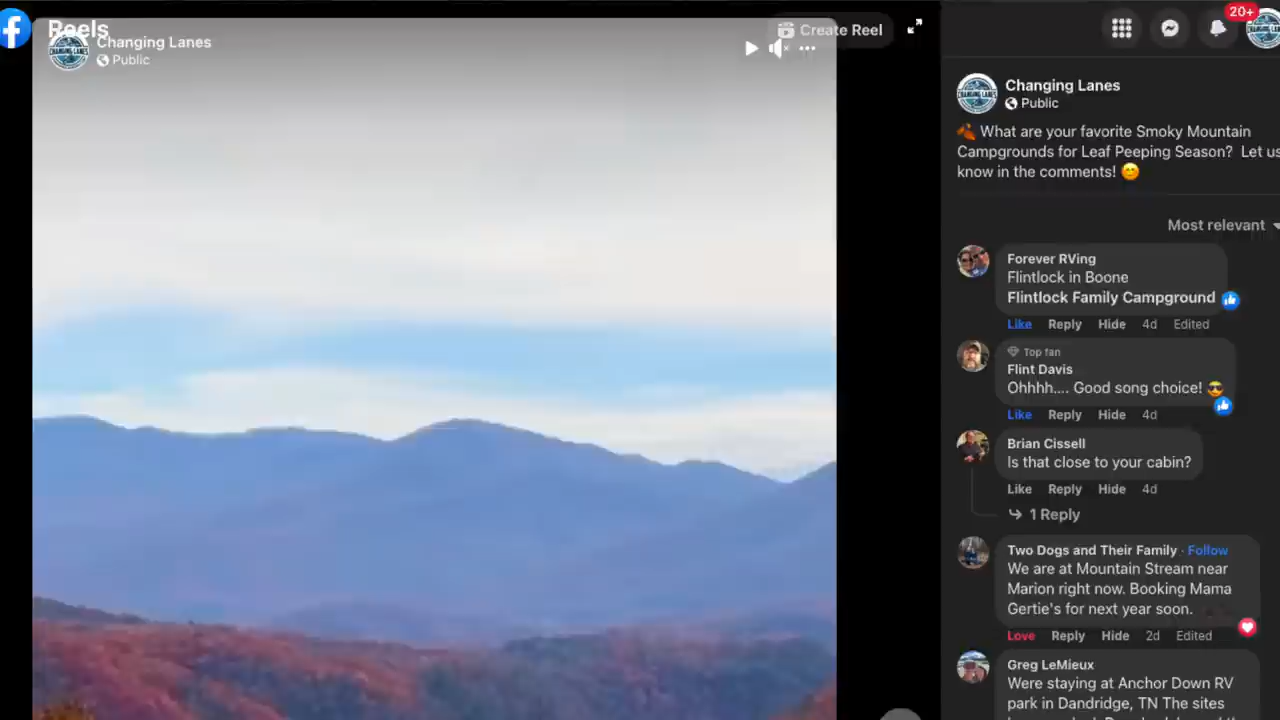 Reels
Create Reel
Changing Lanes
Public
20+
Changing Lanes
Public
What are your favorite Smoky Mountain
Campgrounds for Leaf Peeping Season? Let us
know in the comments!
Most relevant
Forever RVing
Flintlock in Boone
Flintlock Family Campground
Like Reply Hide 4d Edited
Top fan
Flint Davis
Ohhhh.... Good song choice!
Like Reply Hide 4d
Brian Cissell
Is that close to your cabin?
Like Reply Hide 4d
1 Reply
Two Dogs and Their Family · Follow
We are at Mountain Stream near
Marion right now. Booking Mama
Gertie's for next year soon.
Love Reply Hide 2d Edited
Greg LeMieux
Were staying at Anchor Down RV
park in Dandridge, TN The sites